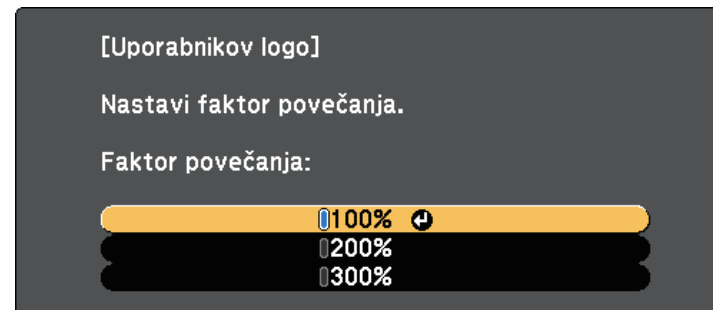 [Uporabnikov logo]
Nastavi faktor povečanja.
Faktor povečanja:
100%
200%
300%